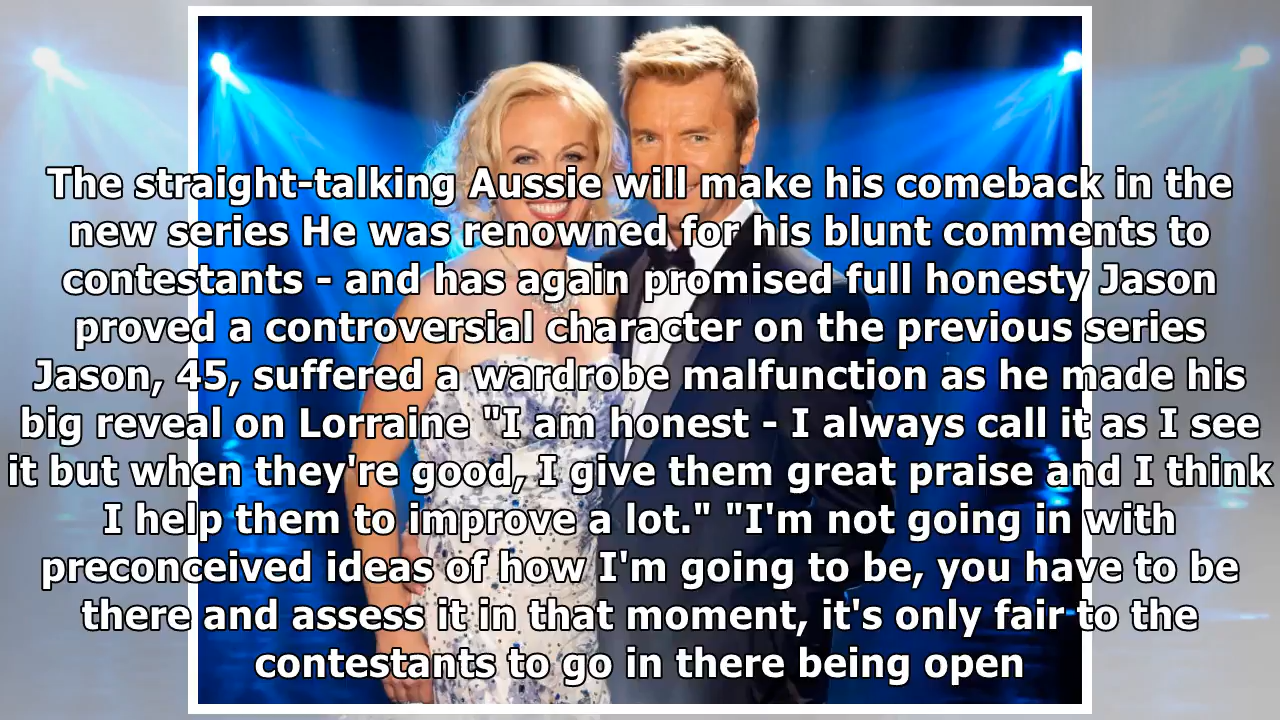 The straight-talking Aussie will make his comeback in the
new series He was renowned for his blunt comments to
contestants - and has again promised full honesty Jason
proved a controversial character on the previous series
Jason, 45, suffered a wardrobe malfunction as he made his
big reveal on Lorraine "I am honest - I always call it as I see
it but when they're good, I give them great praise and I think
I help them to improve a lot." "I'm not going in with
preconceived ideas of how I'm going to be, you have to be
there and assess it in that moment, it's only fair to the
contestants to go in there being open